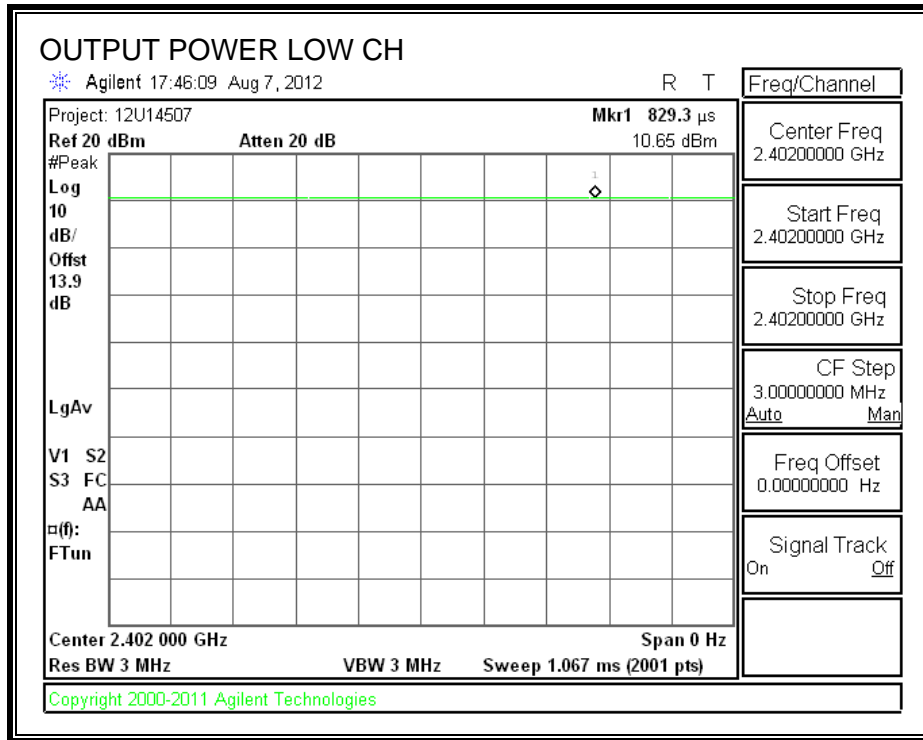 OUTPUT POWER LOW CH
Agilent 17:46:09 Aug 7, 2012
R T
Project: 12U14507
Mkr1 829.3 µs
Ref 20 dBm
Atten 20 dB
10.65 dBm
#Peak
Log
10
dB/
Offst
13.9
dB
1
LgAv
V1 S2
S3 FC
AA
¤(f):
FTun
Center 2.402 000 GHz
Span 0 Hz
Res BW 3 MHz
VBW 3 MHz
Sweep 1.067 ms (2001 pts)
Copyright 2000-2011 Agilent Technologies
Freq/Channel
Center Freq
2.40200000 GHz
Start Freq
2.40200000 GHz
Stop Freq
2.40200000 GHz
CF Step
3.00000000 MHz
Auto Man
Freq Offset
0.00000000 Hz
Signal Track
On Off